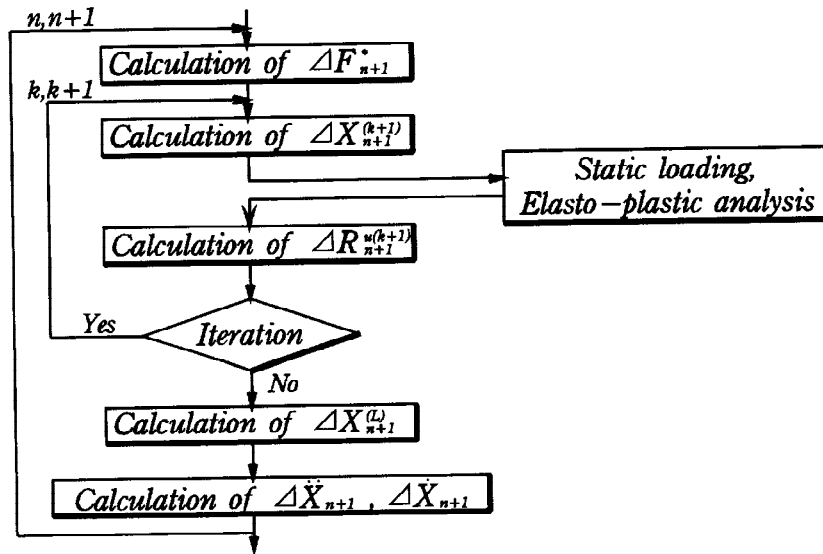 n,n+1
Calculation of ΔF*n+1
k,k+1
Calculation of ΔX(k+1)n+1
Static loading,
Elasto-plastic analysis
Calculation of ΔRu(k+1)n+1
Yes
Iteration
No
Calculation of ΔX(L)n+1
Calculation of ΔẌn+1 , ΔẊn+1